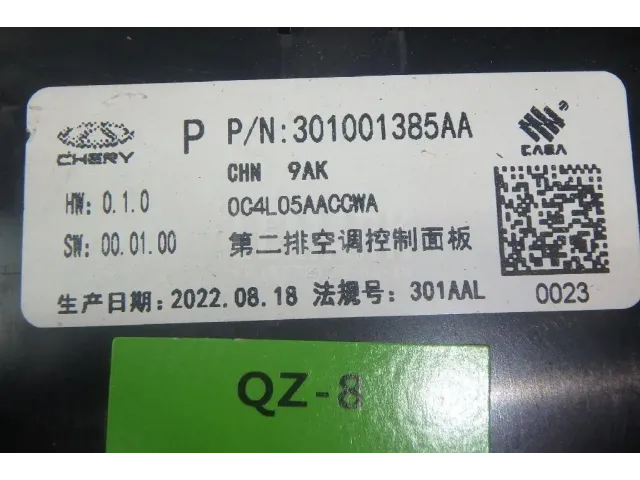 CHERY
P P/N:301001385AA
CAEA
CHN 9AK
HW: 0.1.0
0C4L05AACCWA
SW: 00.01.00
第二排空调控制面板
生产日期: 2022.08.18 法规号: 301AAL
0023
QZ-8